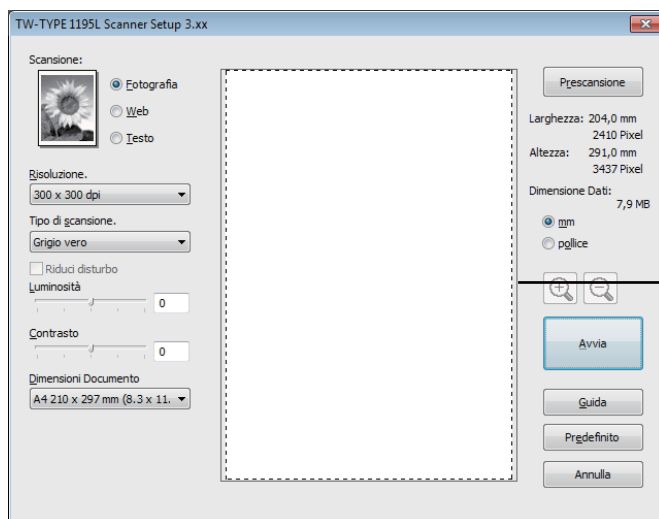 TW-TYPE 1195L Scanner Setup 3.xx
Scansione:
Fotografia
Web
Testo
Risoluzione.
300 x 300 dpi
Tipo di scansione.
Grigio vero
Riduci disturbo
Luminosità
0
Contrasto
0
Dimensioni Documento
A4 210 x 297 mm (8.3 x 11.
Prescansione
Larghezza: 204,0 mm
2410 Pixel
Altezza: 291,0 mm
3437 Pixel
Dimensione Dati:
7,9 MB
mm
pollice
Avvia
Guida
Predefinito
Annulla